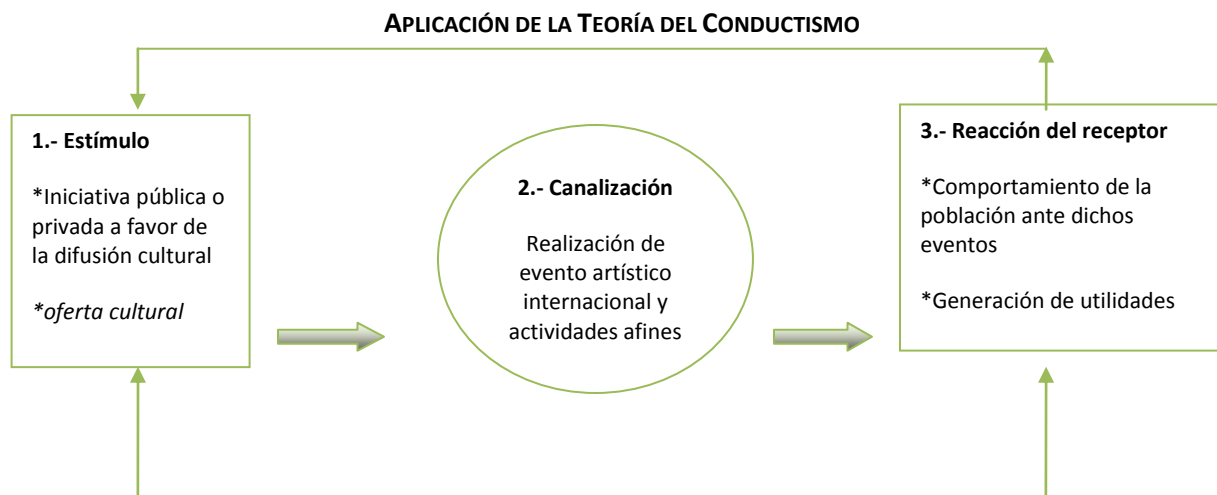 APLICACIÓN DE LA TEORÍA DEL CONDUCTISMO
1.- Estímulo
*Iniciativa pública o
privada a favor de
la difusión cultural
*oferta cultural
2.- Canalización
Realización de
evento artístico
internacional y
actividades afines
3.- Reacción del receptor
*Comportamiento de la
población ante dichos
eventos
*Generación de utilidades